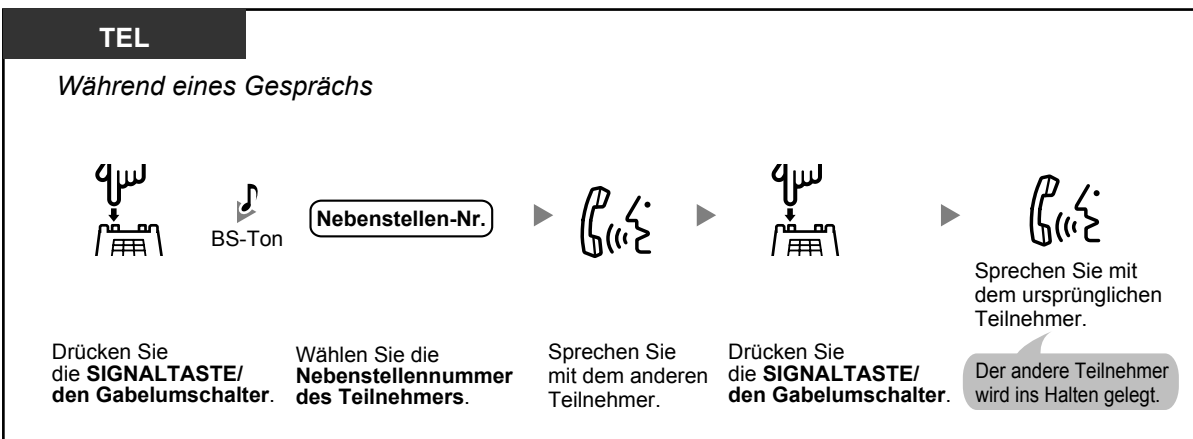 TEL
Während eines Gesprächs
BS-Ton
Nebenstellen-Nr.
Drücken Sie
die SIGNALTASTE/
den Gabelumschalter.
Wählen Sie die
Nebenstellennummer
des Teilnehmers.
Sprechen Sie
mit dem anderen
Teilnehmer.
Drücken Sie
die SIGNALTASTE/
den Gabelumschalter.
Sprechen Sie mit
dem ursprünglichen
Teilnehmer.
Der andere Teilnehmer
wird ins Halten gelegt.